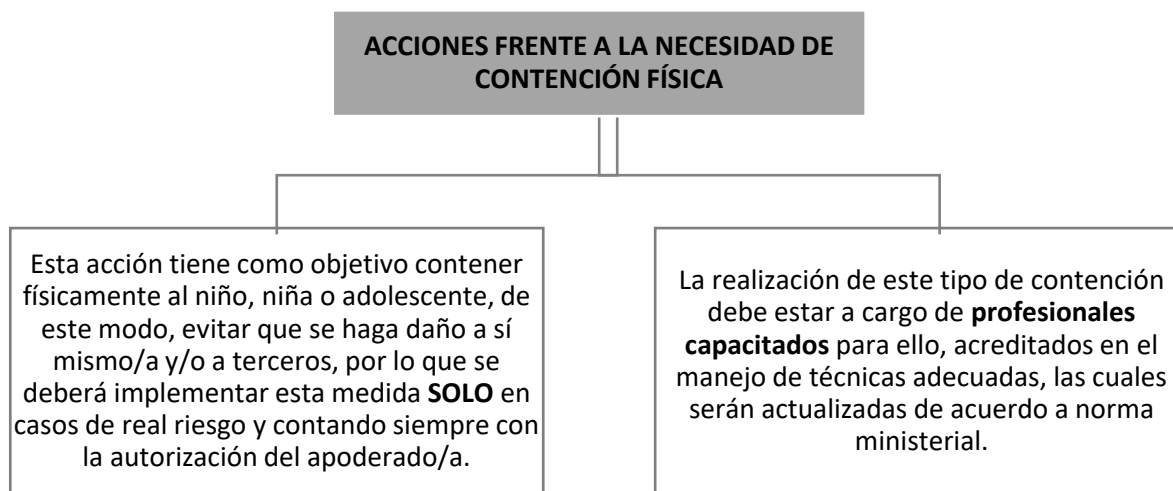 ACCIONES FRENTE A LA NECESIDAD DE
CONTENCIÓN FÍSICA
Esta acción tiene como objetivo contener
físicamente al niño, niña o adolescente, de
este modo, evitar que se haga daño a sí
mismo/a y/o a terceros, por lo que se
deberá implementar esta medida SOLO en
casos de real riesgo y contando siempre con
la autorización del apoderado/a.
La realización de este tipo de contención
debe estar a cargo de profesionales
capacitados para ello, acreditados en el
manejo de técnicas adecuadas, las cuales
serán actualizadas de acuerdo a norma
ministerial.